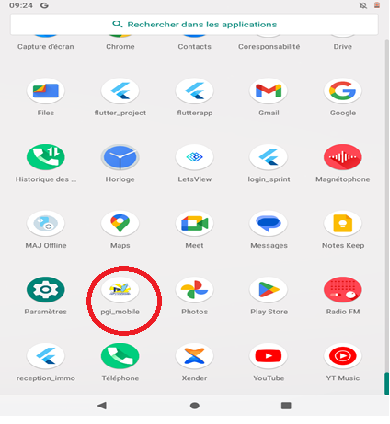 09:24
Rechercher dans les applications
Capture d'écran Chrome Contacts Ceresponsabilité Drive
Files flutter_project flutterapp Gmail Google
Historique des ... Horloge LetsView login_sprint Magnétophone
MAJ Offline Maps Meet Messages Notes Keep
Paramètres pgi_mobile Photos Play Store Radio FM
reception_immo Téléphone Xender YouTube YT Music